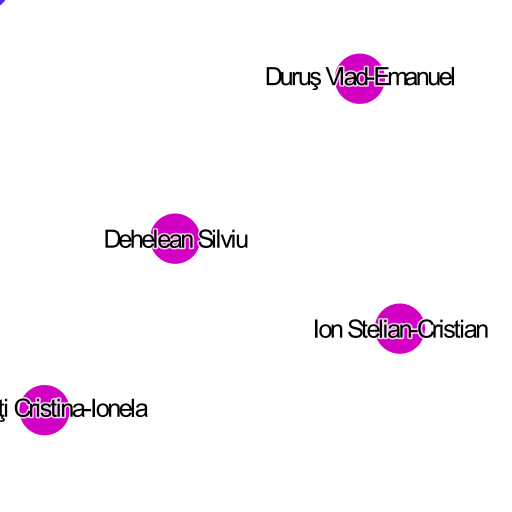 Duruş Vlad-Emanuel
Dehelean Silviu
Ion Stelian-Cristian
Cristina-Ionela